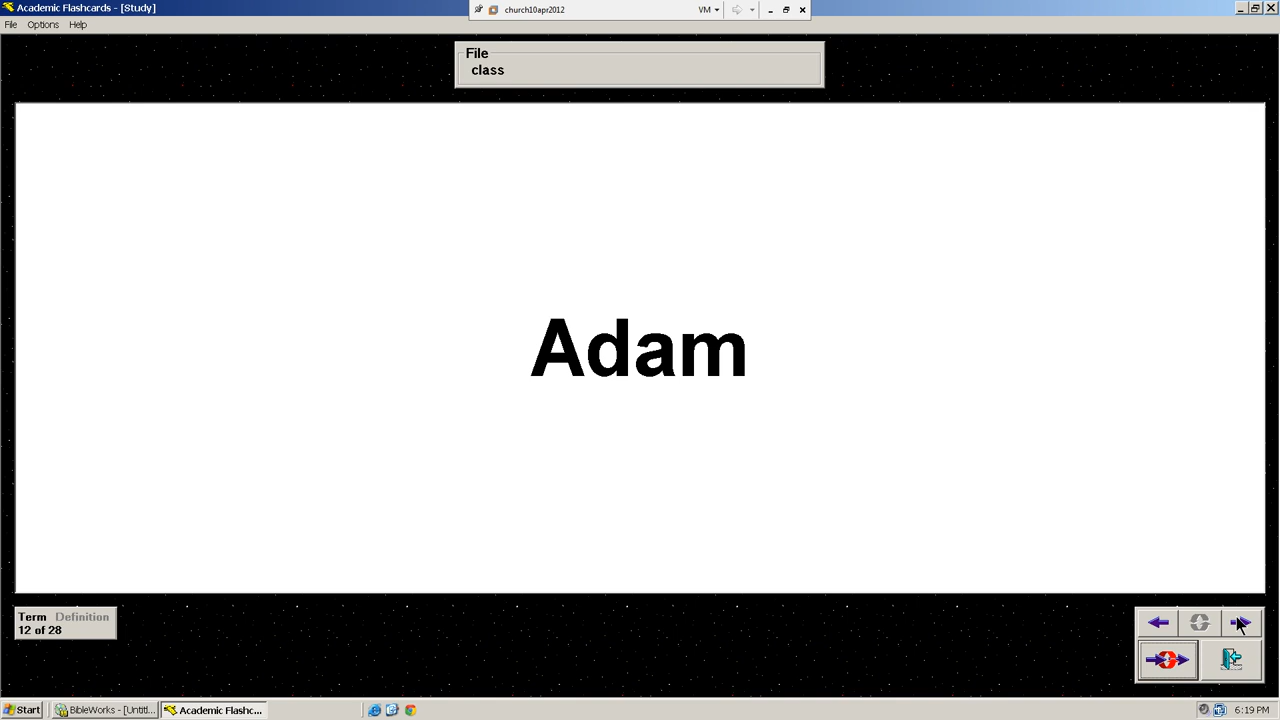 Academic Flashcards - [Study]
church10apr2012
VM
File Options Help
File
class
Adam
Term Definition
12 of 28
Start
BibleWorks - [Untitl...
Academic Flashc...
6:19 PM